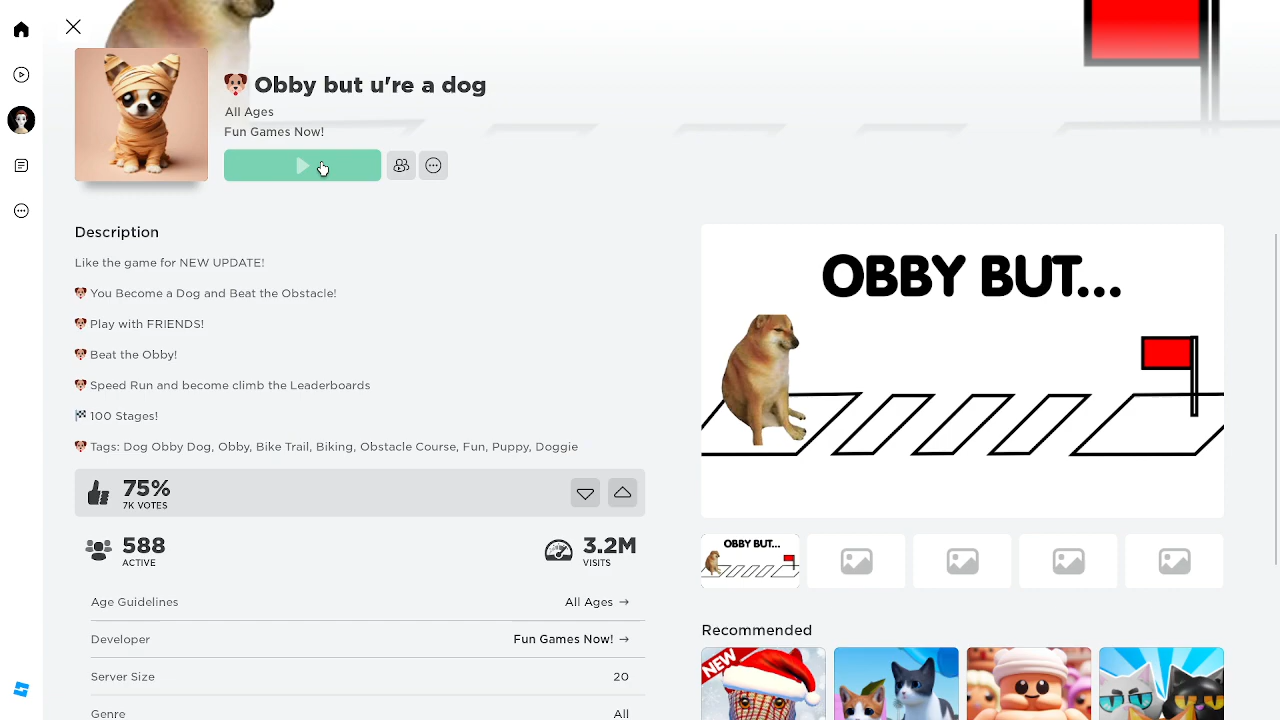 Obby but u're a dog
All Ages
Fun Games Now!
Description
Like the game for NEW UPDATE!
You Become a Dog and Beat the Obstacle!
Play with FRIENDS!
Beat the Obby!
Speed Run and become climb the Leaderboards
100 Stages!
Tags: Dog Obby Dog, Obby, Bike Trail, Biking, Obstacle Course, Fun, Puppy, Doggie
75%
7K VOTES
588
ACTIVE
3.2M
VISITS
Age Guidelines
All Ages →
Developer
Fun Games Now! →
Server Size
20
Genre
All
OBBY BUT...
OBBY BUT...
Recommended
NEW